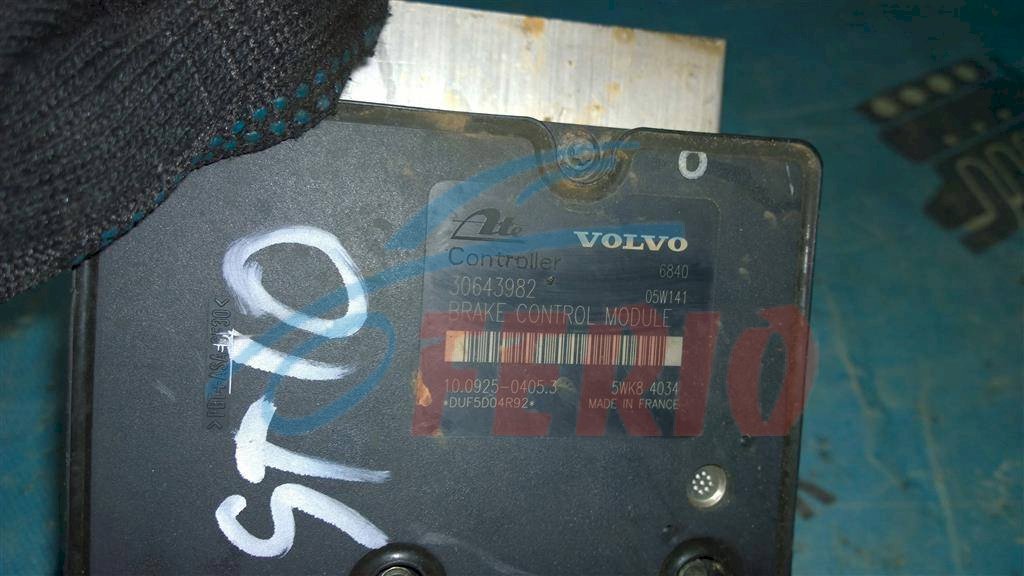 Ate
VOLVO
Controller
6840
30643982
05W141
BRAKE CONTROL MODULE
10.0925-0405.3
5WK8 4034
*DUF5D04R92*
MADE IN FRANCE
O
ST10
FERIO